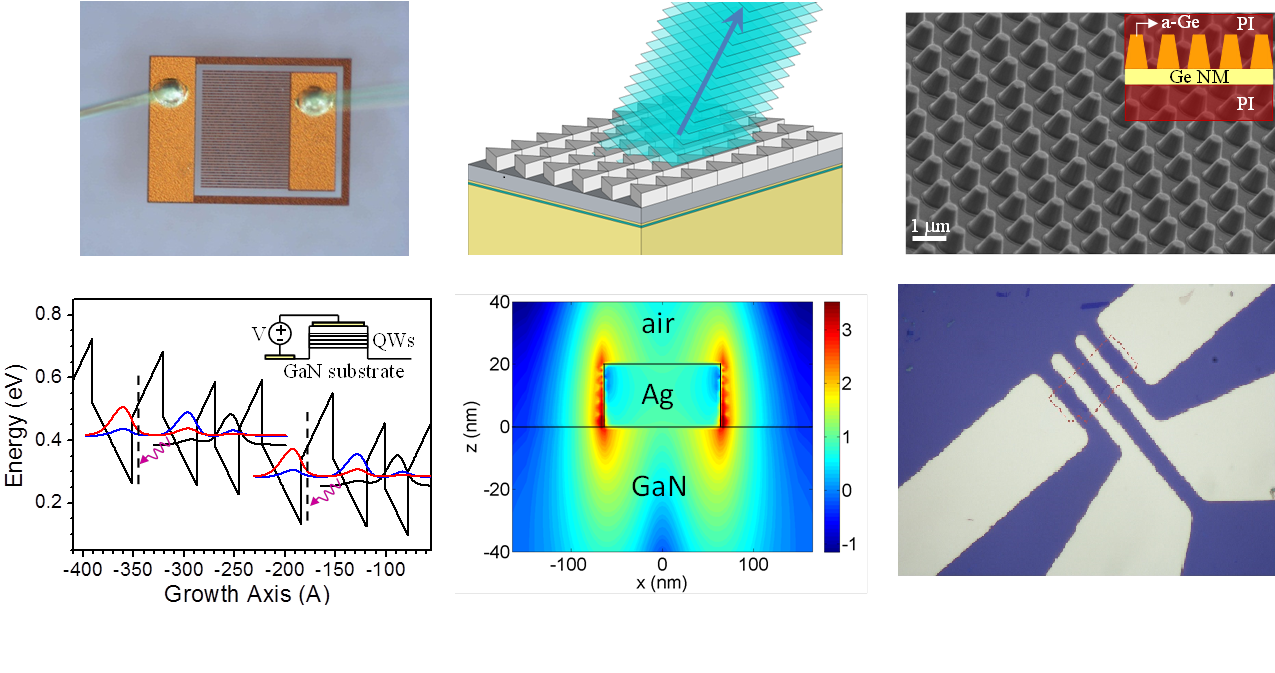 a-Ge
PI
Ge NM
PI
1 μm
0.8
0.6
0.4
0.2
Energy (eV)
V
QWs
GaN substrate
-400 -350 -300 -250 -200 -150 -100
Growth Axis (A)
40
20
0
-20
-40
z (nm)
air
Ag
GaN
-100 0 100
x (nm)
3
2
1
0
-1